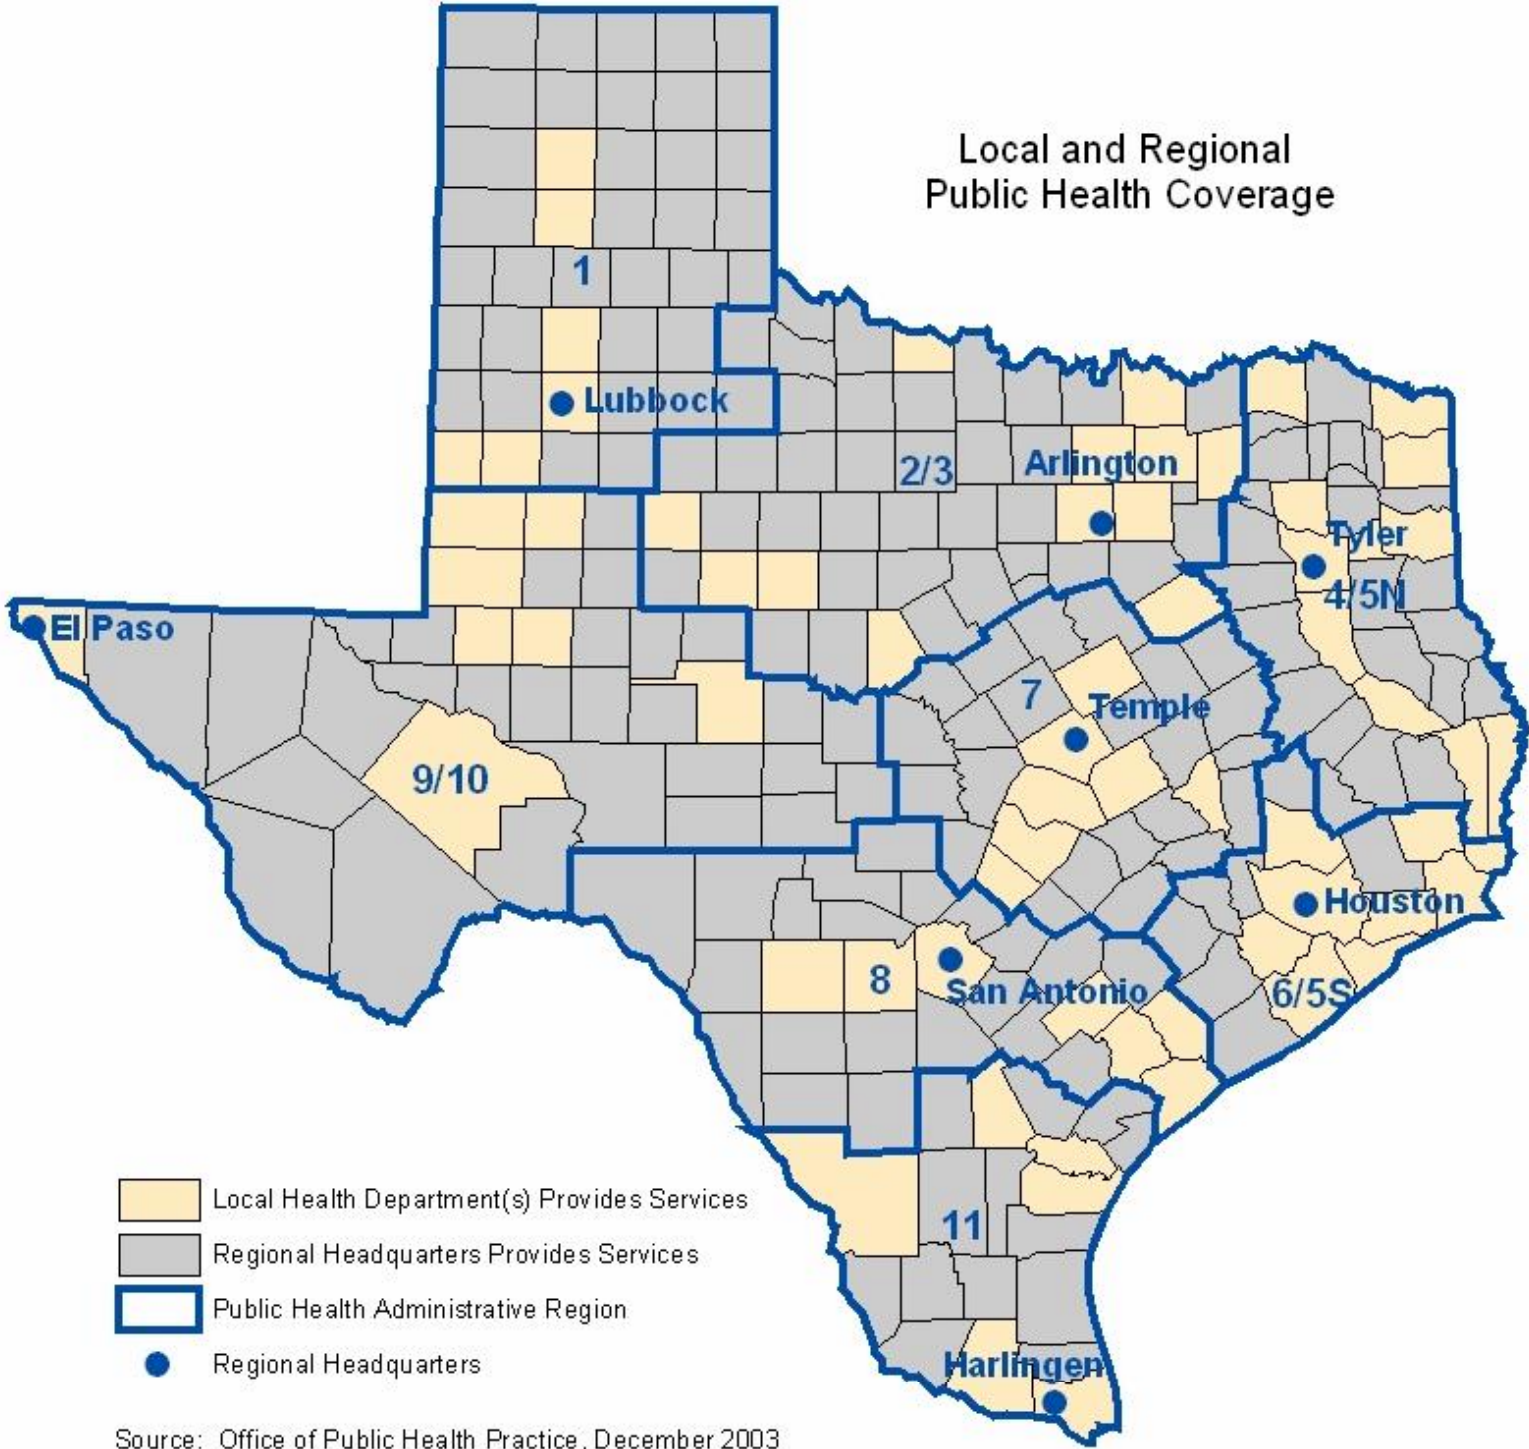 Local and Regional
Public Health Coverage
1
Lubbock
2/3
Arlington
Tyler
4/5N
El Paso
7
Temple
9/10
Houston
8
San Antonio
6/5S
11
Harlingen
Local Health Department(s) Provides Services
Regional Headquarters Provides Services
Public Health Administrative Region
Regional Headquarters
Source: Office of Public Health Practice, December 2003